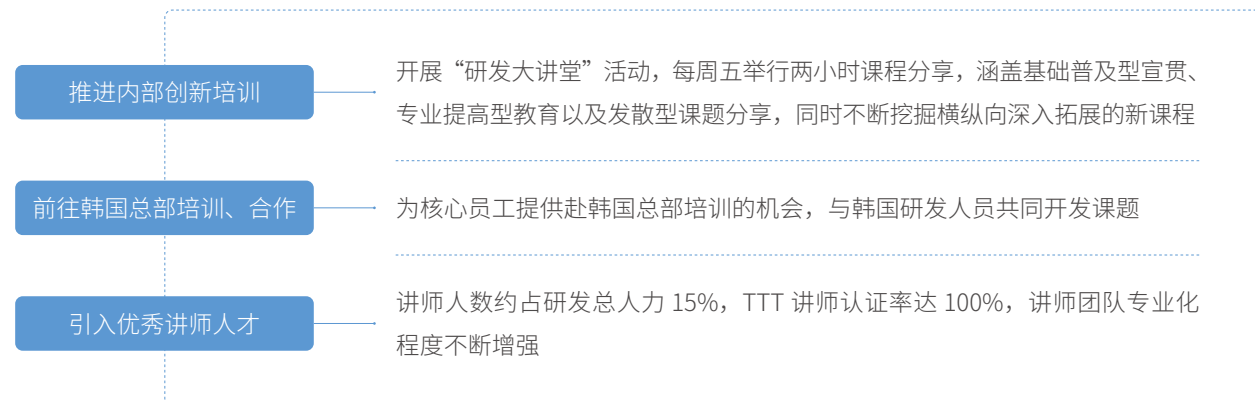 推进内部创新培训
开展“研发大讲堂”活动，每周五举行两小时课程分享，涵盖基础普及型宣贯、
专业提高型教育以及发散型课题分享，同时不断挖掘横纵向深入拓展的新课程
前往韩国总部培训、合作
为核心员工提供赴韩国总部培训的机会，与韩国研发人员共同开发课题
引入优秀讲师人才
讲师人数约占研发总人力 15%，TTT 讲师认证率达 100%，讲师团队专业化
程度不断增强